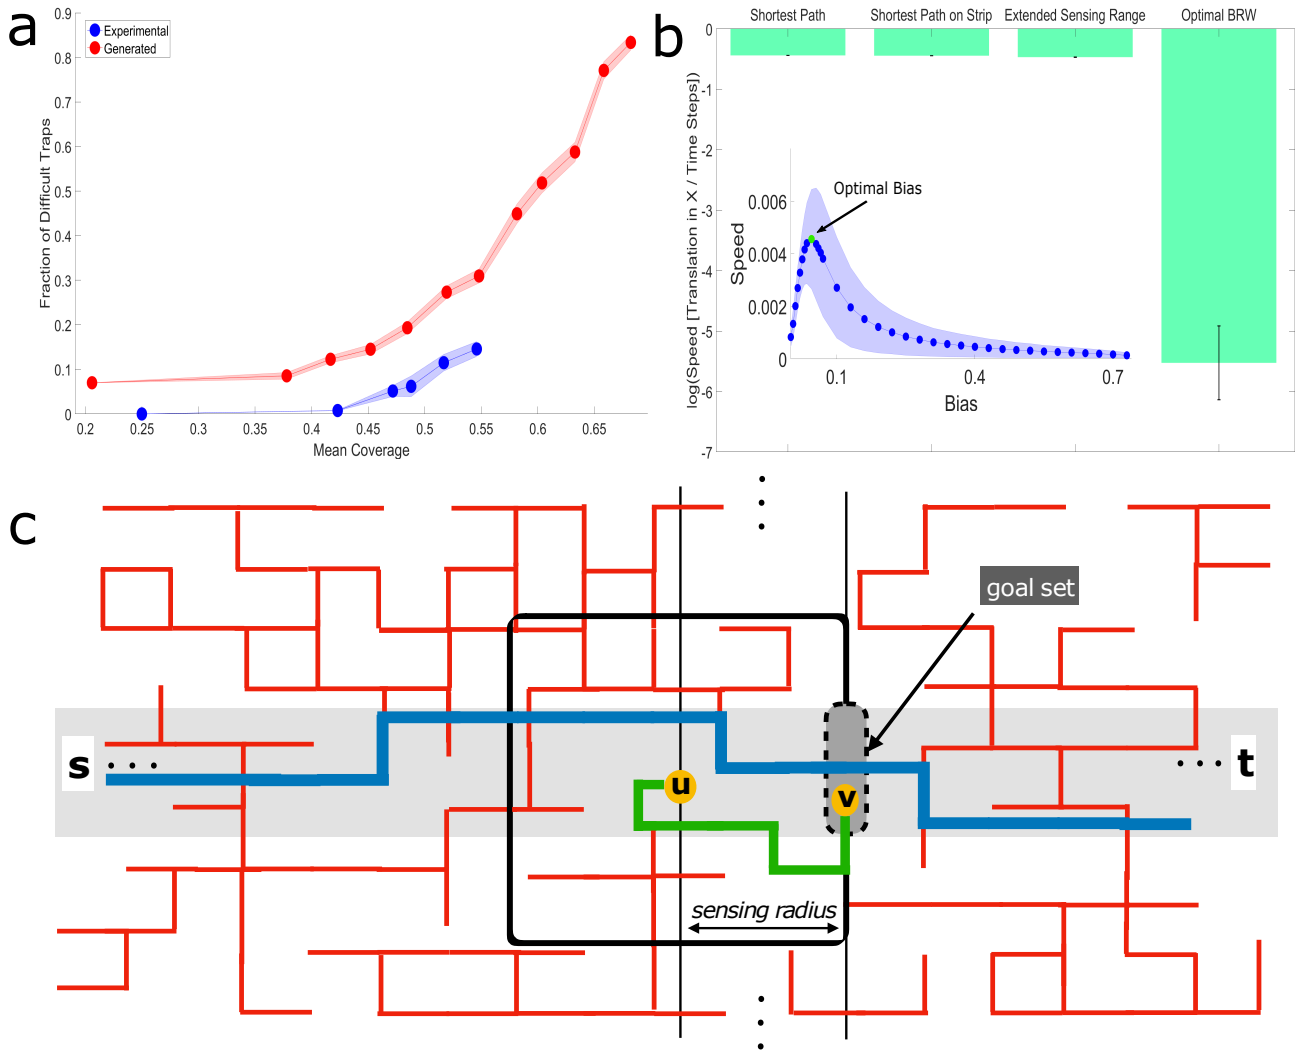 a
Experimental
Generated
0.9
0.8
0.7
0.6
0.5
0.4
0.3
0.2
0.1
0
Fraction of Difficult Traps
0.2 0.25 0.3 0.35 0.4 0.45 0.5 0.55 0.6 0.65
Mean Coverage
b
Shortest Path Shortest Path on Strip Extended Sensing Range Optimal BRW
0
-1
-2
-3
-4
-5
-6
-7
log(Speed [Translation in X / Time Steps])
Optimal Bias
0.006
0.004
0.002
0
Speed
0.1 0.4 0.7
Bias
c
goal set
s
t
u
v
sensing radius